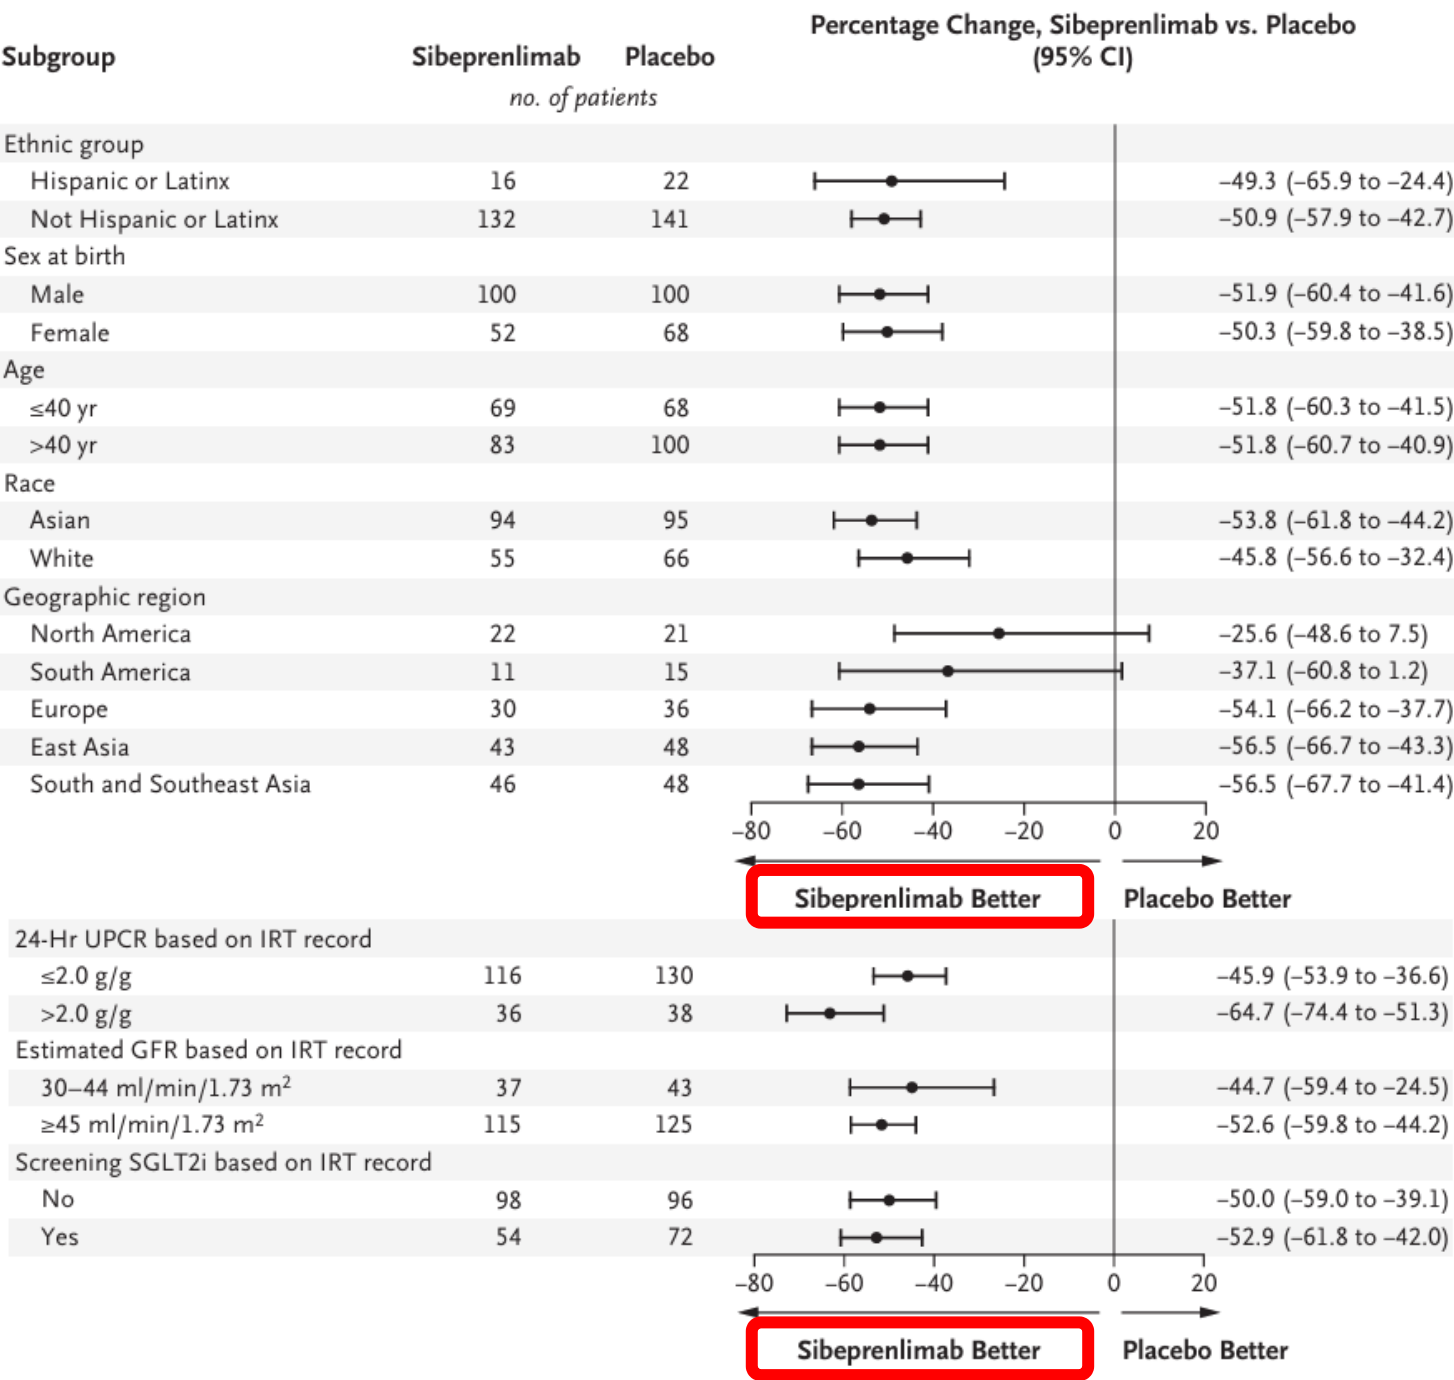 Percentage Change, Sibeprenlimab vs. Placebo
(95% CI)
Subgroup Sibeprenlimab Placebo
no. of patients
Ethnic group
Hispanic or Latinx 16 22 −49.3 (−65.9 to −24.4)
Not Hispanic or Latinx 132 141 −50.9 (−57.9 to −42.7)
Sex at birth
Male 100 100 −51.9 (−60.4 to −41.6)
Female 52 68 −50.3 (−59.8 to −38.5)
Age
≤40 yr 69 68 −51.8 (−60.3 to −41.5)
>40 yr 83 100 −51.8 (−60.7 to −40.9)
Race
Asian 94 95 −53.8 (−61.8 to −44.2)
White 55 66 −45.8 (−56.6 to −32.4)
Geographic region
North America 22 21 −25.6 (−48.6 to 7.5)
South America 11 15 −37.1 (−60.8 to 1.2)
Europe 30 36 −54.1 (−66.2 to −37.7)
East Asia 43 48 −56.5 (−66.7 to −43.3)
South and Southeast Asia 46 48 −56.5 (−67.7 to −41.4)
−80 −60 −40 −20 0 20
Sibeprenlimab Better Placebo Better
24-Hr UPCR based on IRT record
≤2.0 g/g 116 130 −45.9 (−53.9 to −36.6)
>2.0 g/g 36 38 −64.7 (−74.4 to −51.3)
Estimated GFR based on IRT record
30–44 ml/min/1.73 m² 37 43 −44.7 (−59.4 to −24.5)
≥45 ml/min/1.73 m² 115 125 −52.6 (−59.8 to −44.2)
Screening SGLT2i based on IRT record
No 98 96 −50.0 (−59.0 to −39.1)
Yes 54 72 −52.9 (−61.8 to −42.0)
−80 −60 −40 −20 0 20
Sibeprenlimab Better Placebo Better